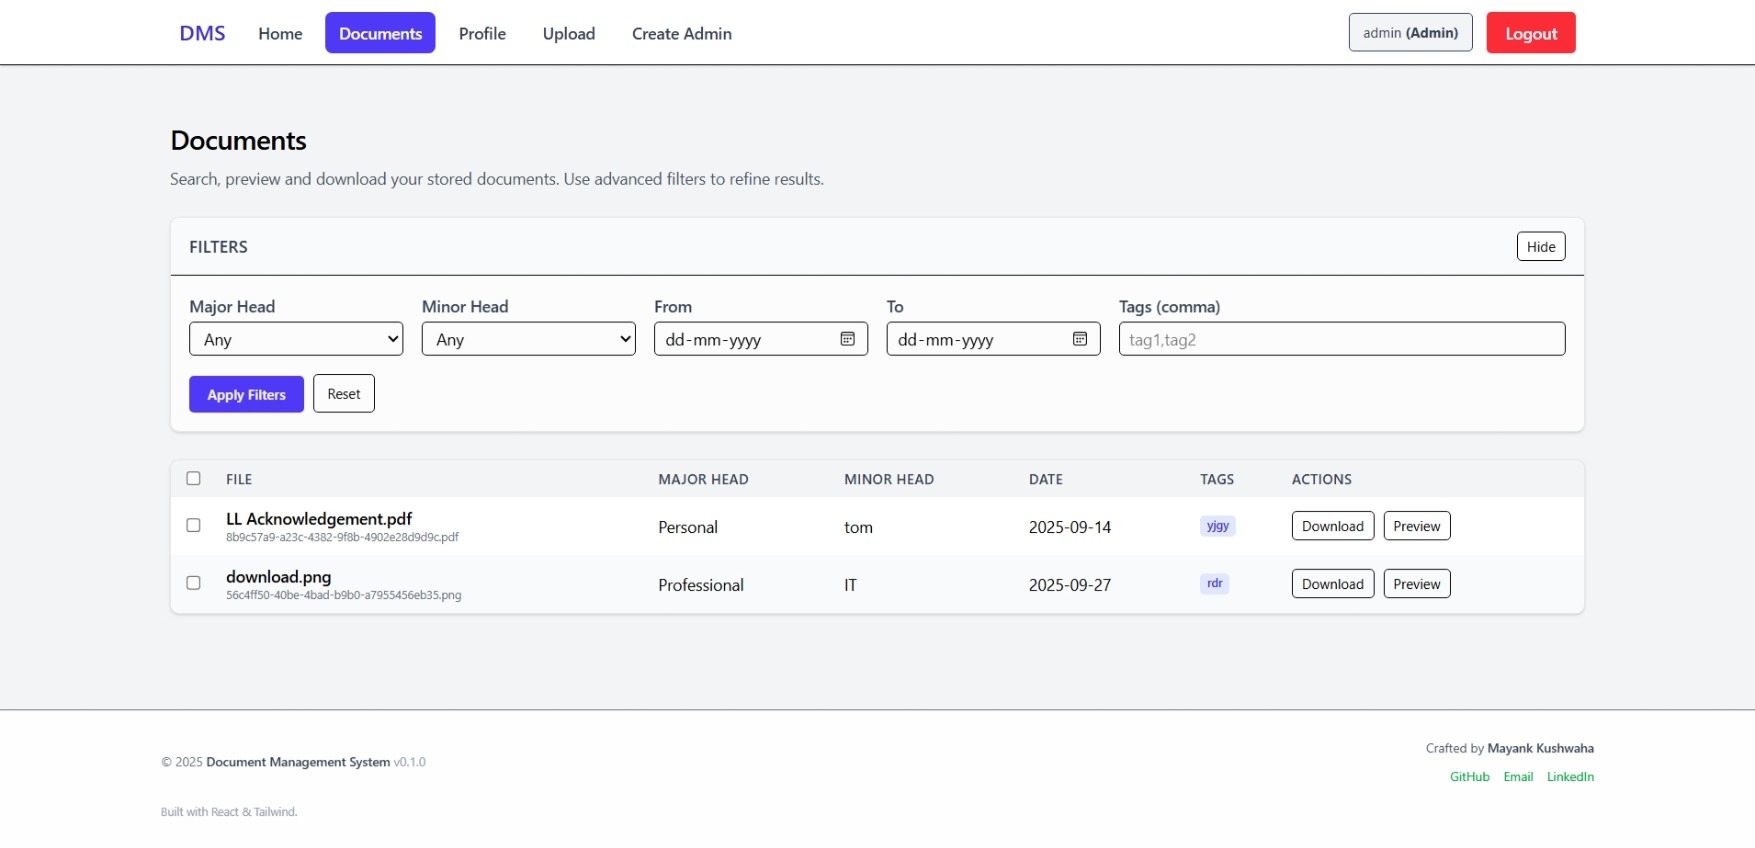 DMS Home Documents Profile Upload Create Admin admin (Admin) Logout
Documents
Search, preview and download your stored documents. Use advanced filters to refine results.
FILTERS Hide
Major Head Minor Head From To Tags (comma)
Any Any dd-mm-yyyy dd-mm-yyyy tag1,tag2
Apply Filters Reset
FILE MAJOR HEAD MINOR HEAD DATE TAGS ACTIONS
LL Acknowledgement.pdf Personal tom 2025-09-14 yjgy Download Preview
8b9c57a9-a23c-4382-9f8b-4902e28d9d9c.pdf
download.png Professional IT 2025-09-27 rdr Download Preview
56c4ff50-40be-4bad-b9b0-a7955456eb35.png
Crafted by Mayank Kushwaha
© 2025 Document Management System v0.1.0
GitHub Email LinkedIn
Built with React & Tailwind.